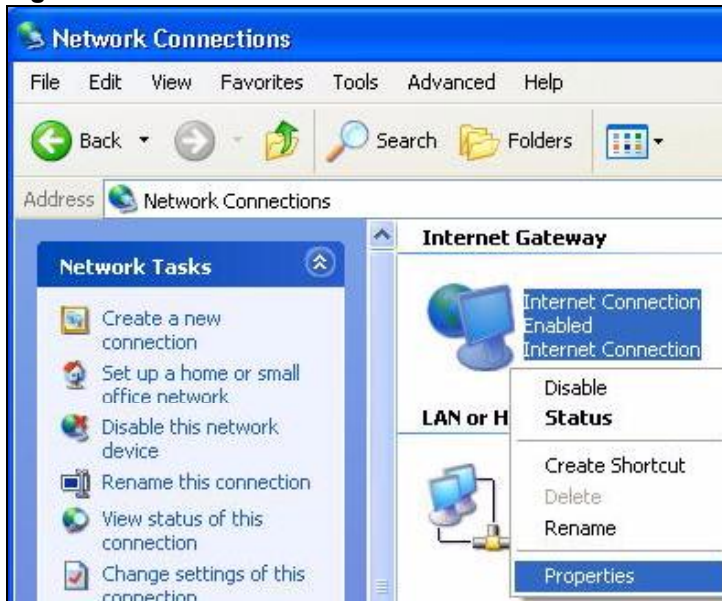 Network Connections
File Edit View Favorites Tools Advanced Help
Back Search Folders
Address Network Connections
Network Tasks
Create a new
connection
Set up a home or small
office network
Disable this network
device
Rename this connection
View status of this
connection
Change settings of this
connection
Internet Gateway
Internet Connection
Enabled
Internet Connection
Disable
LAN or H
Status
Create Shortcut
Delete
Rename
Properties